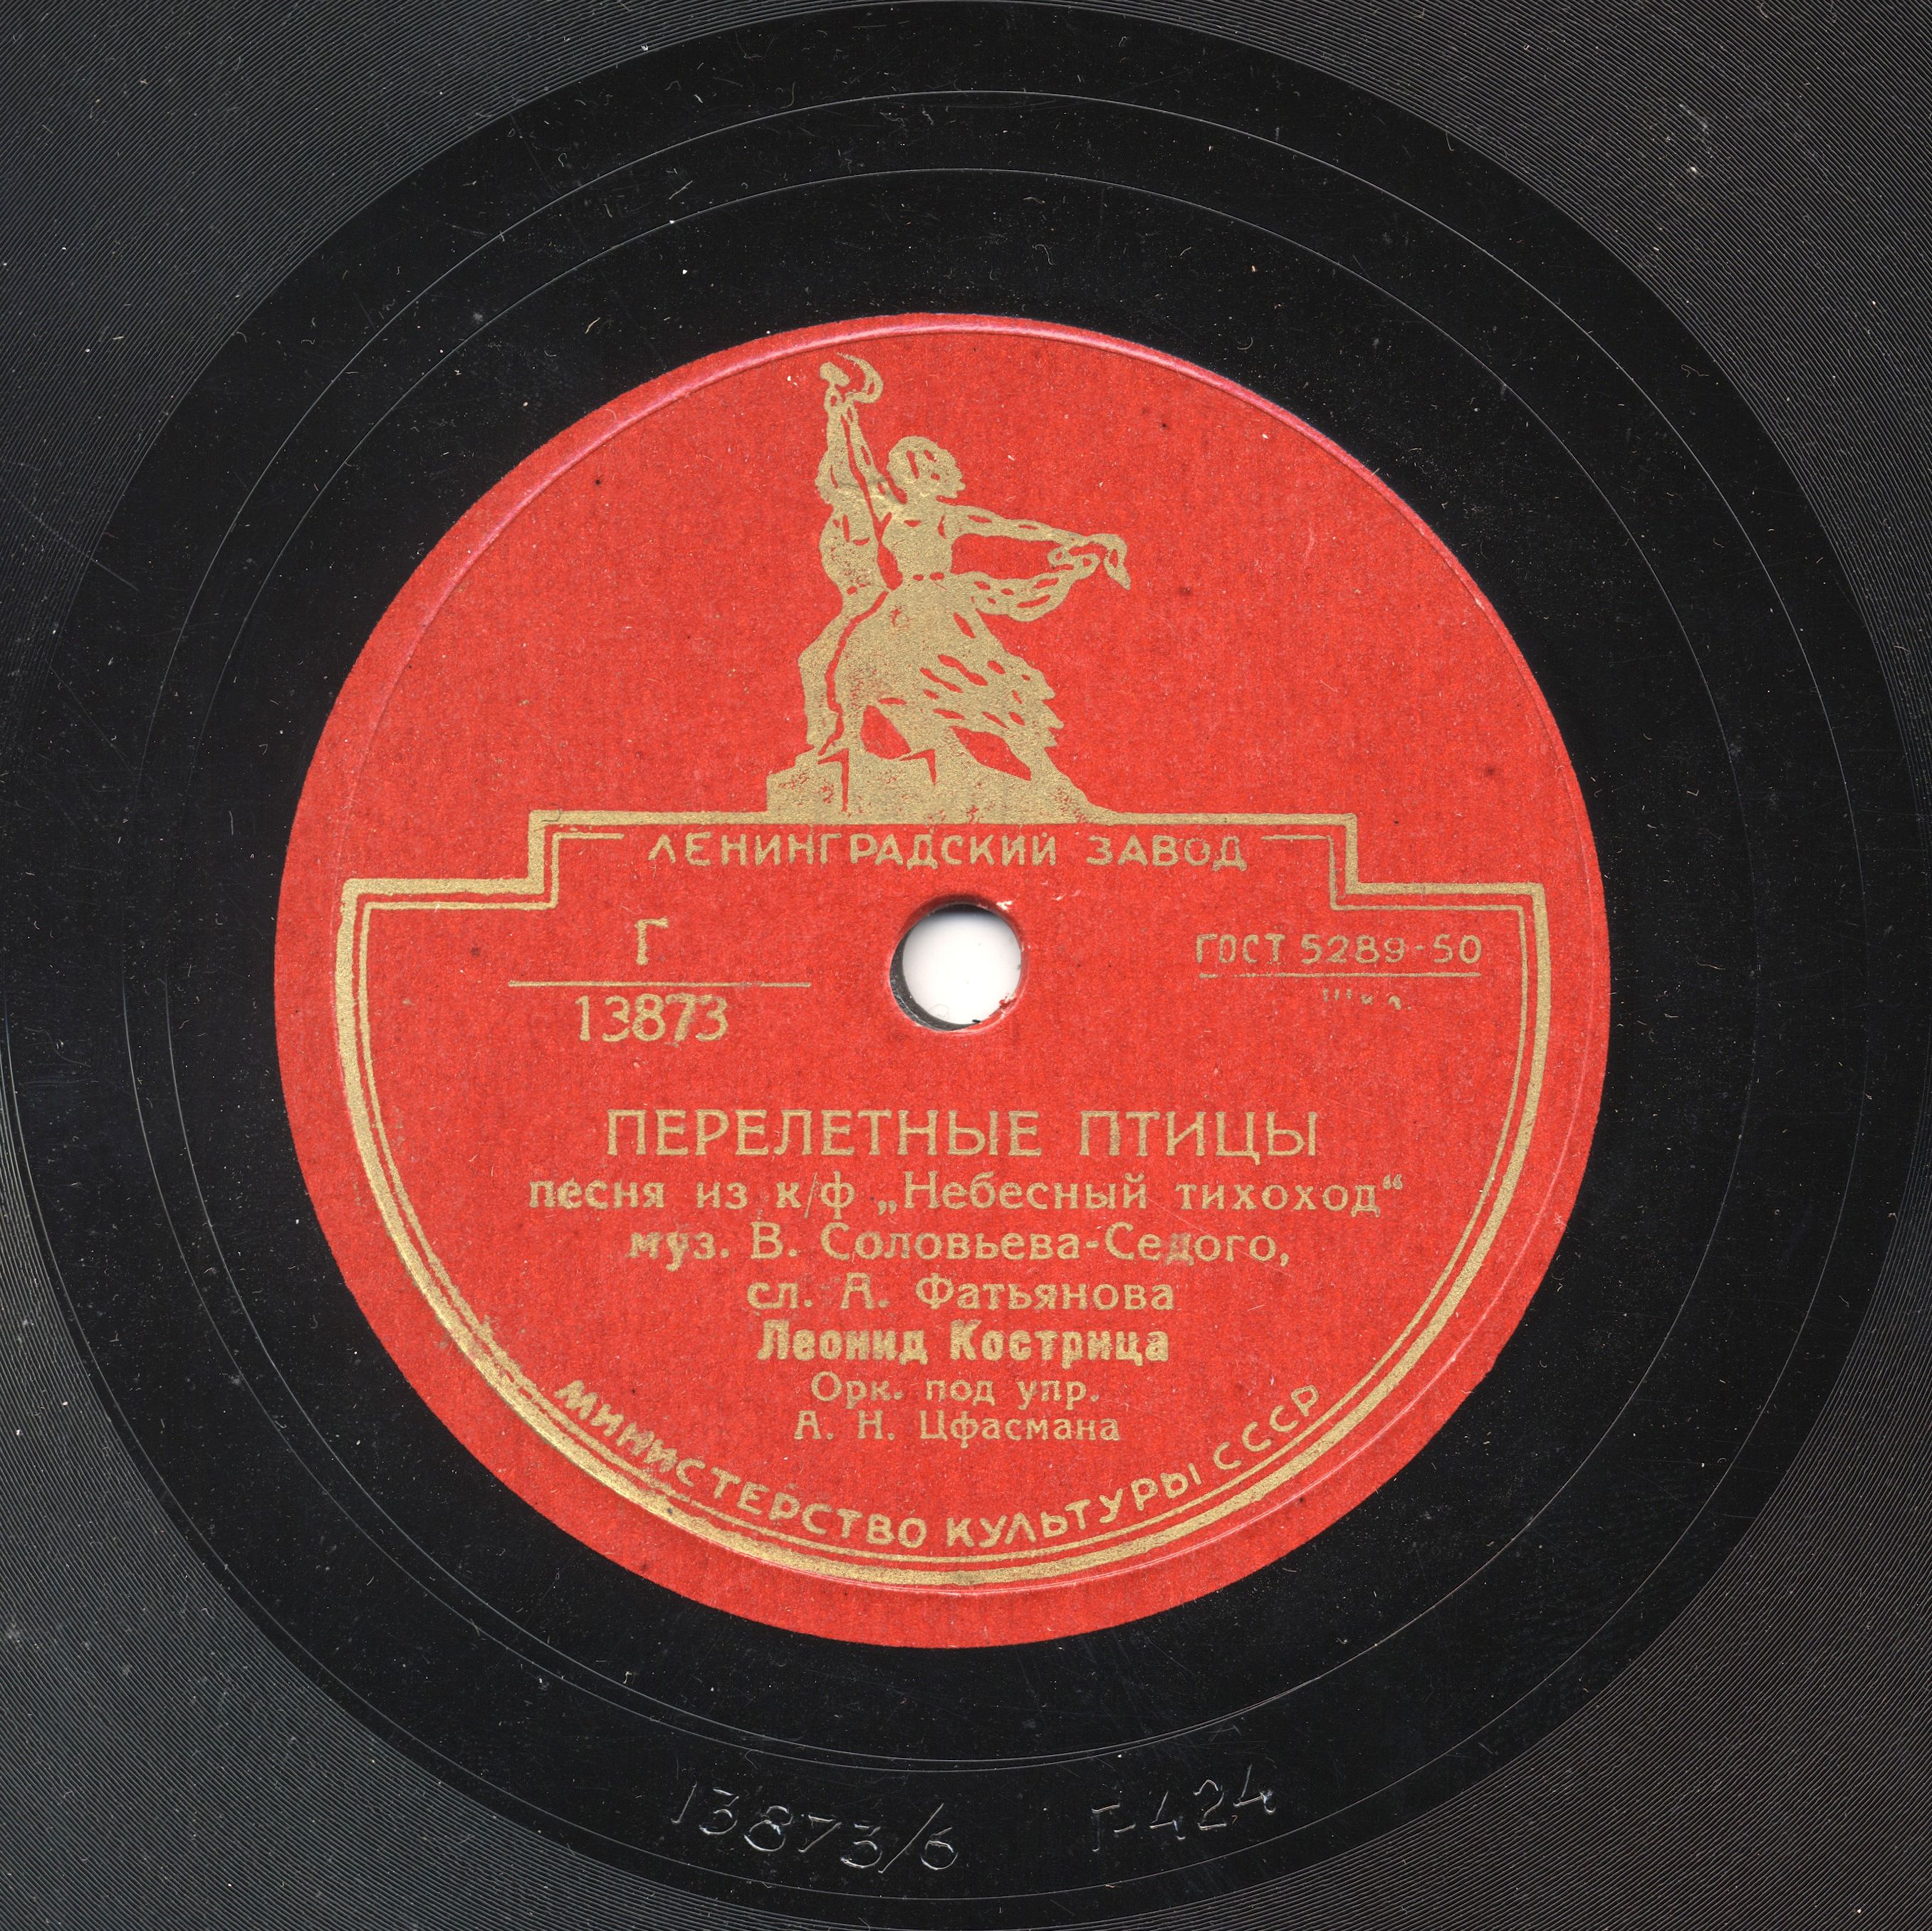 ЛЕНИНГРАДСКИЙ ЗАВОД
Г
13873
ГОСТ 5289-50
ПЕРЕЛЕТНЫЕ ПТИЦЫ
песня из к/ф „Небесный тихоход“
муз. В. Соловьева-Седого,
сл. А. Фатьянова
Леонид Кострица
Орк. под упр.
А. Н. Цфасмана
МИНИСТЕРСТВО КУЛЬТУРЫ СССР
13873/6 Г-424